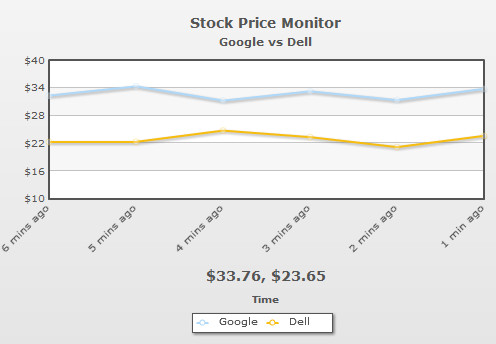 Stock Price Monitor
Google vs Dell
$40
$34
$28
$22
$16
$10
6 mins ago
5 mins ago
4 mins ago
3 mins ago
2 mins ago
1 min ago
$33.76, $23.65
Time
Google Dell